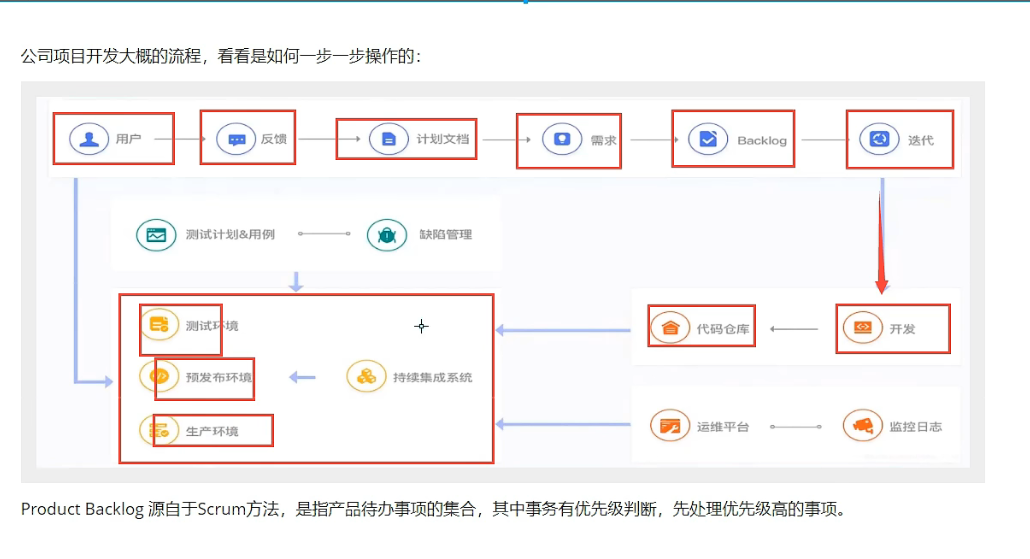 公司项目开发大概的流程，看看是如何一步一步操作的：
用户
反馈
计划文档
需求
Backlog
迭代
测试计划&用例
缺陷管理
测试环境
代码仓库
开发
预发布环境
持续集成系统
生产环境
运维平台
监控日志
Product Backlog 源自于Scrum方法，是指产品待办事项的集合，其中事务有优先级判断，先处理优先级高的事项。